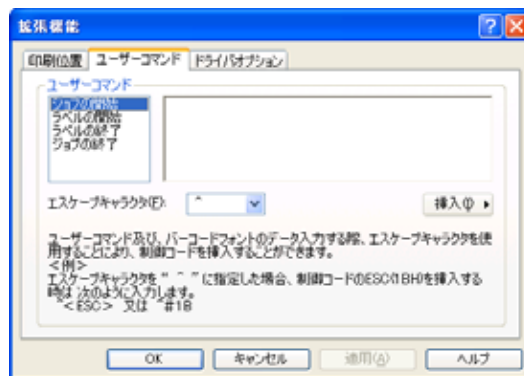 拡張機能
印刷位置 ユーザーコマンド ドライバオプション
ユーザーコマンド
ジョブの開始
ラベルの開始
ラベルの終了
ジョブの終了
エスケープキャラクタ(E): ^ 挿入(I)
ユーザーコマンド及び、バーコードフォントのデータ入力する際、エスケープキャラクタを使
用することにより、制御コードを挿入することができます。
<例>
エスケープキャラクタを "^" に指定した場合、制御コードのESC(1BH)を挿入する
時は 次のように入力します。
^<ESC> 又は ^#1B
OK キャンセル 適用(A) ヘルプ